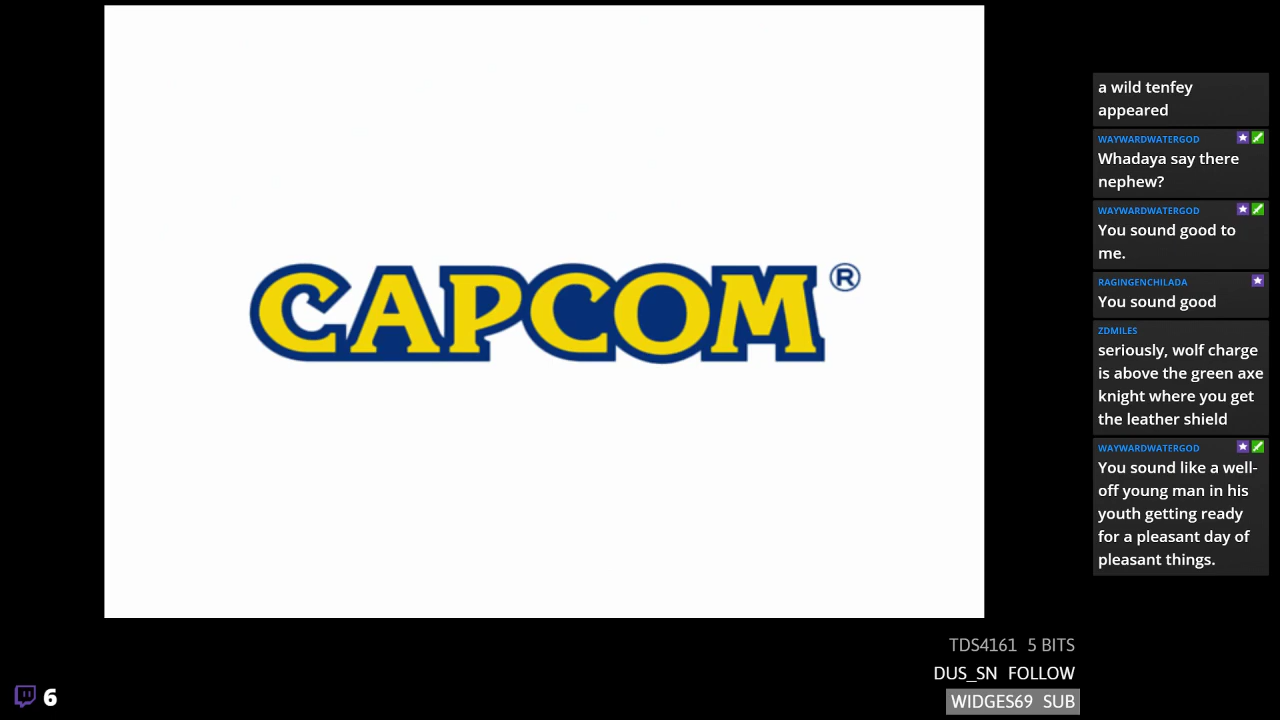 CAPCOM®
a wild tenfey
appeared
WAYWARDWATERGOD
Whadaya say there
nephew?
WAYWARDWATERGOD
You sound good to
me.
RAGINGENCHILADA
You sound good
ZDMILES
seriously, wolf charge
is above the green axe
knight where you get
the leather shield
WAYWARDWATERGOD
You sound like a well-
off young man in his
youth getting ready
for a pleasant day of
pleasant things.
TDS4161 5 BITS
DUS_SN FOLLOW
WIDGES69 SUB
6